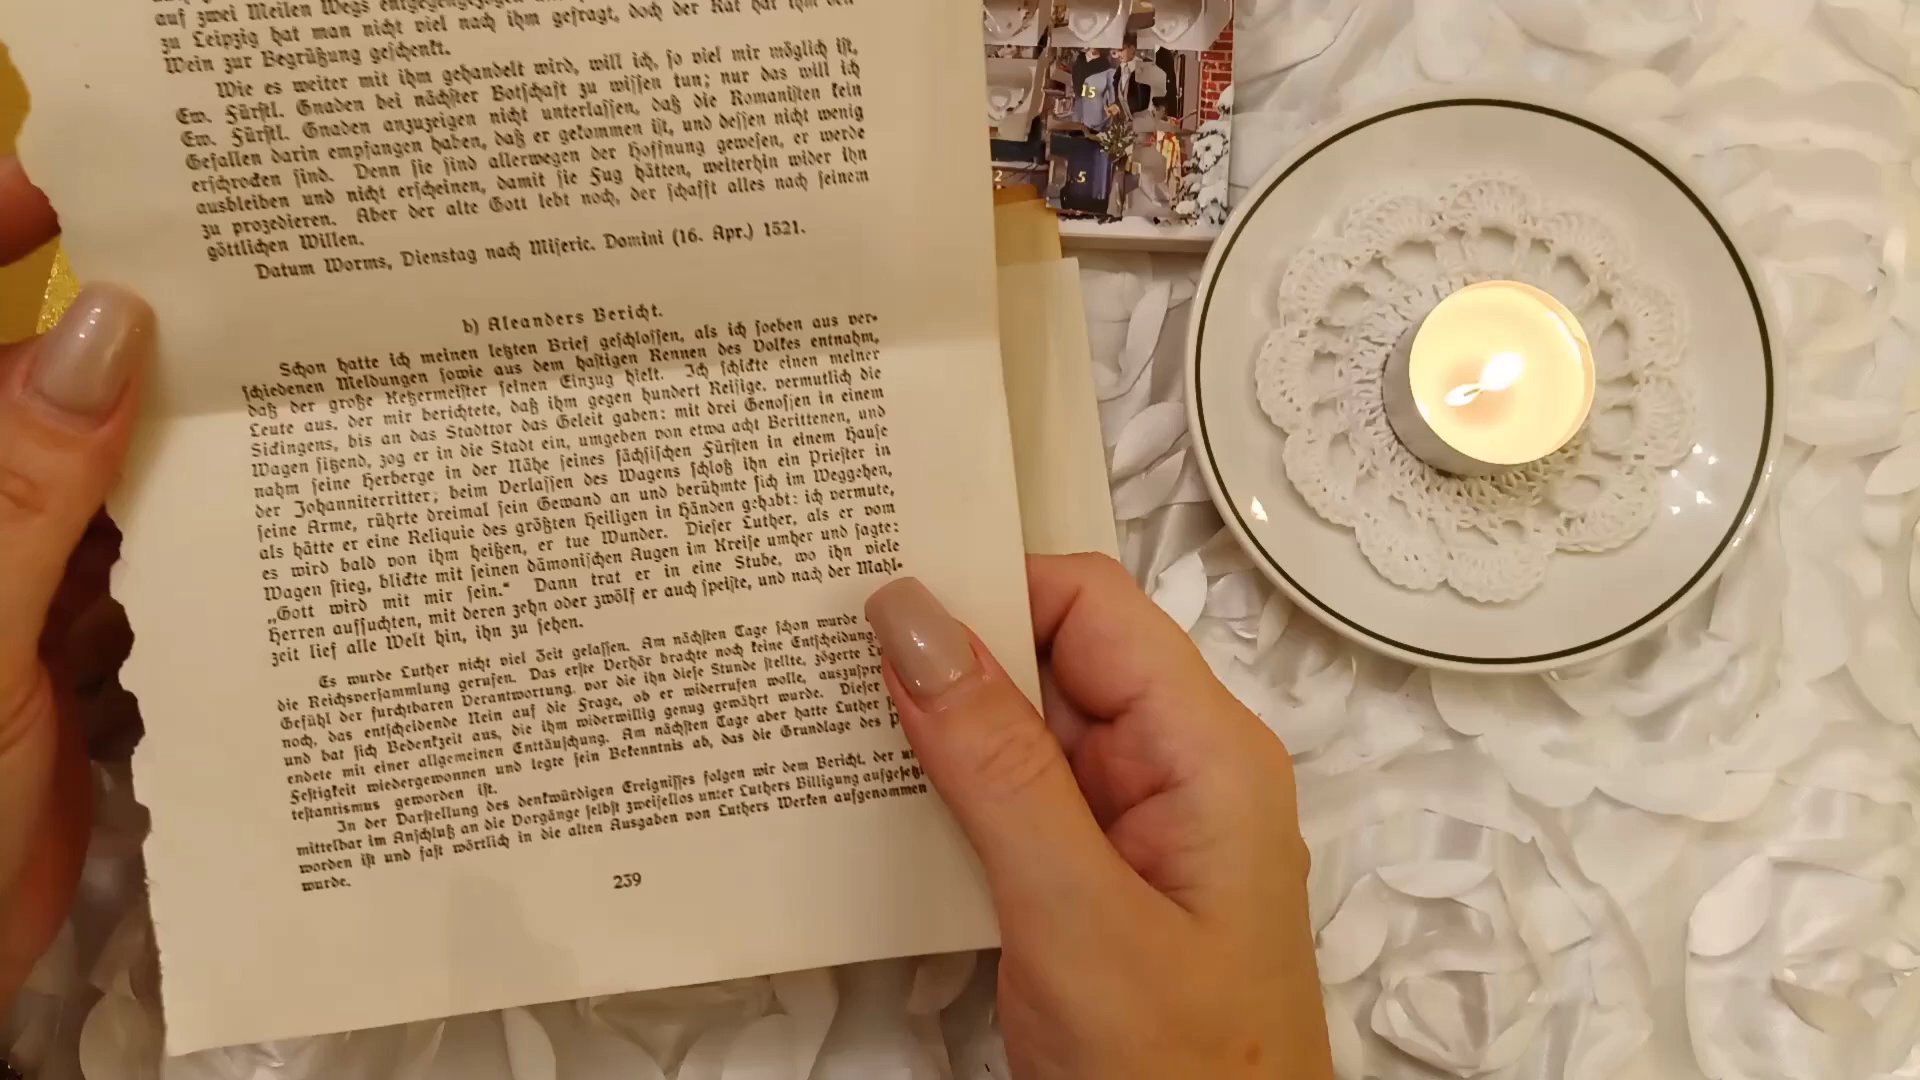 auf zwei Meilen Wegs entgegengezogen
zu Leipzig hat man nicht viel nach ihm gefragt, doch der Rat hat ihm den
Wein zur Begrüßung geschenkt.
Wie es weiter mit ihm gehandelt wird, will ich, so viel mir möglich ist,
Ew. Fürstl. Gnaden bei nächster Botschaft zu wissen tun; nur das will ich
Ew. Fürstl. Gnaden anzuzeigen nicht unterlassen, daß die Romanisten kein
Gefallen darin empfangen haben, daß er gekommen ist, und dessen nicht wenig
erschrocken sind. Denn sie sind allerwegen der Hoffnung gewesen, er werde
ausbleiben und nicht erscheinen, damit sie Fug hätten, weiterhin wider ihn
zu prozedieren. Aber der alte Gott lebt noch, der schafft alles nach seinem
göttlichen Willen.
Datum Worms, Dienstag nach Miseric. Domini (16. Apr.) 1521.
b) Aleanders Bericht.
Schon hatte ich meinen letzten Brief geschlossen, als ich soeben aus ver-
schiedenen Meldungen sowie aus dem hastigen Rennen des Volkes entnahm,
daß der große Ketzermeister seinen Einzug hielt. Ich schickte einen meiner
Leute aus, der mir berichtete, daß ihm gegen hundert Reisige, vermutlich die
Sickingens, bis an das Stadttor das Geleit gaben: mit drei Genossen in einem
Wagen sitzend, zog er in die Stadt ein, umgeben von etwa acht Berittenen, und
nahm seine Herberge in der Nähe seines sächsischen Fürsten in einem Hause
der Johanniterritter; beim Verlassen des Wagens schloß ihn ein Priester in
seine Arme, rührte dreimal sein Gewand an und berühmte sich im Weggehen,
als hätte er eine Reliquie des größten Heiligen in Händen gehabt: ich vermute,
es wird bald von ihm heißen, er tue Wunder. Dieser Luther, als er vom
Wagen stieg, blickte mit seinen dämonischen Augen im Kreise umher und sagte:
„Gott wird mit mir sein.“ Dann trat er in eine Stube, wo ihn viele
Herren aufsuchten, mit deren zehn oder zwölf er auch speiste, und nach der Mahl-
zeit lief alle Welt hin, ihn zu sehen.
Es wurde Luther nicht viel Zeit gelassen. Am nächsten Tage schon wurde
die Reichsversammlung gerufen. Das erste Verhör brachte noch keine Entscheidung.
Gefühl der furchtbaren Verantwortung, vor die ihn diese Stunde stellte, zögerte
noch, das entscheidende Nein auf die Frage, ob er widerrufen wolle,
und bat sich Bedenkzeit aus, die ihm widerwillig genug gewährt wurde. Dieser
endete mit einer allgemeinen Enttäuschung. Am nächsten Tage aber hatte Luther
Festigkeit wiedergewonnen und legte sein Bekenntnis ab, das die Grundlage des
testantismus geworden ist.
In der Darstellung des denkwürdigen Ereignisses folgen wir dem Bericht, der
mittelbar im Anschluß an die Vorgänge selbst zweifellos unter Luthers Billigung aufgesetzt
worden ist und fast wörtlich in die alten Ausgaben von Luthers Werken aufgenommen
wurde.
239
15
5
2